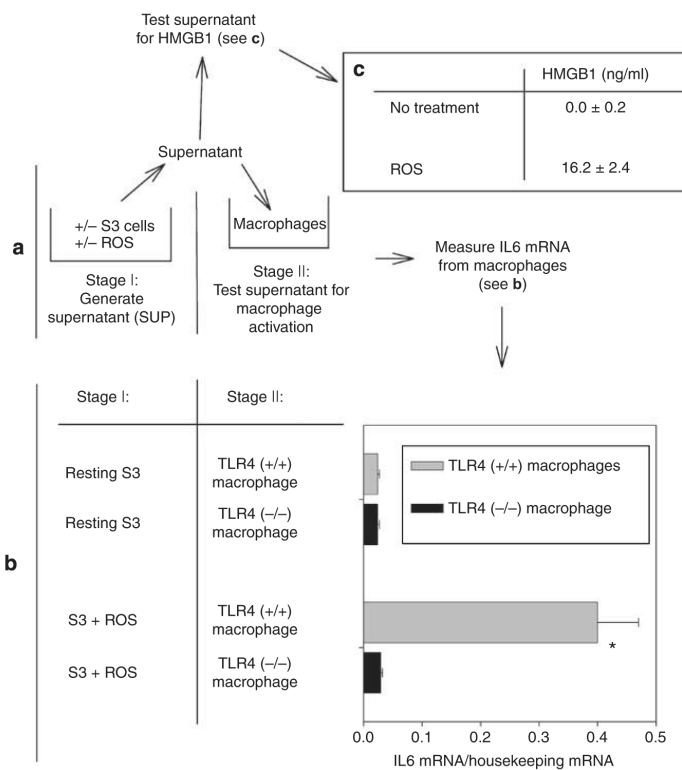 Test supernatant
for HMGB1 (see c)
c
HMGB1 (ng/ml)
No treatment
0.0 ± 0.2
ROS
16.2 ± 2.4
Supernatant
a
+/– S3 cells
+/– ROS
Stage I:
Generate
supernatant (SUP)
Macrophages
Stage II:
Test supernatant for
macrophage
activation
Measure IL6 mRNA
from macrophages
(see b)
b
Stage I:
Stage II:
Resting S3
TLR4 (+/+)
macrophage
Resting S3
TLR4 (–/–)
macrophage
S3 + ROS
TLR4 (+/+)
macrophage
S3 + ROS
TLR4 (–/–)
macrophage
TLR4 (+/+) macrophages
TLR4 (–/–) macrophage
*
0.0 0.1 0.2 0.3 0.4 0.5
IL6 mRNA/housekeeping mRNA